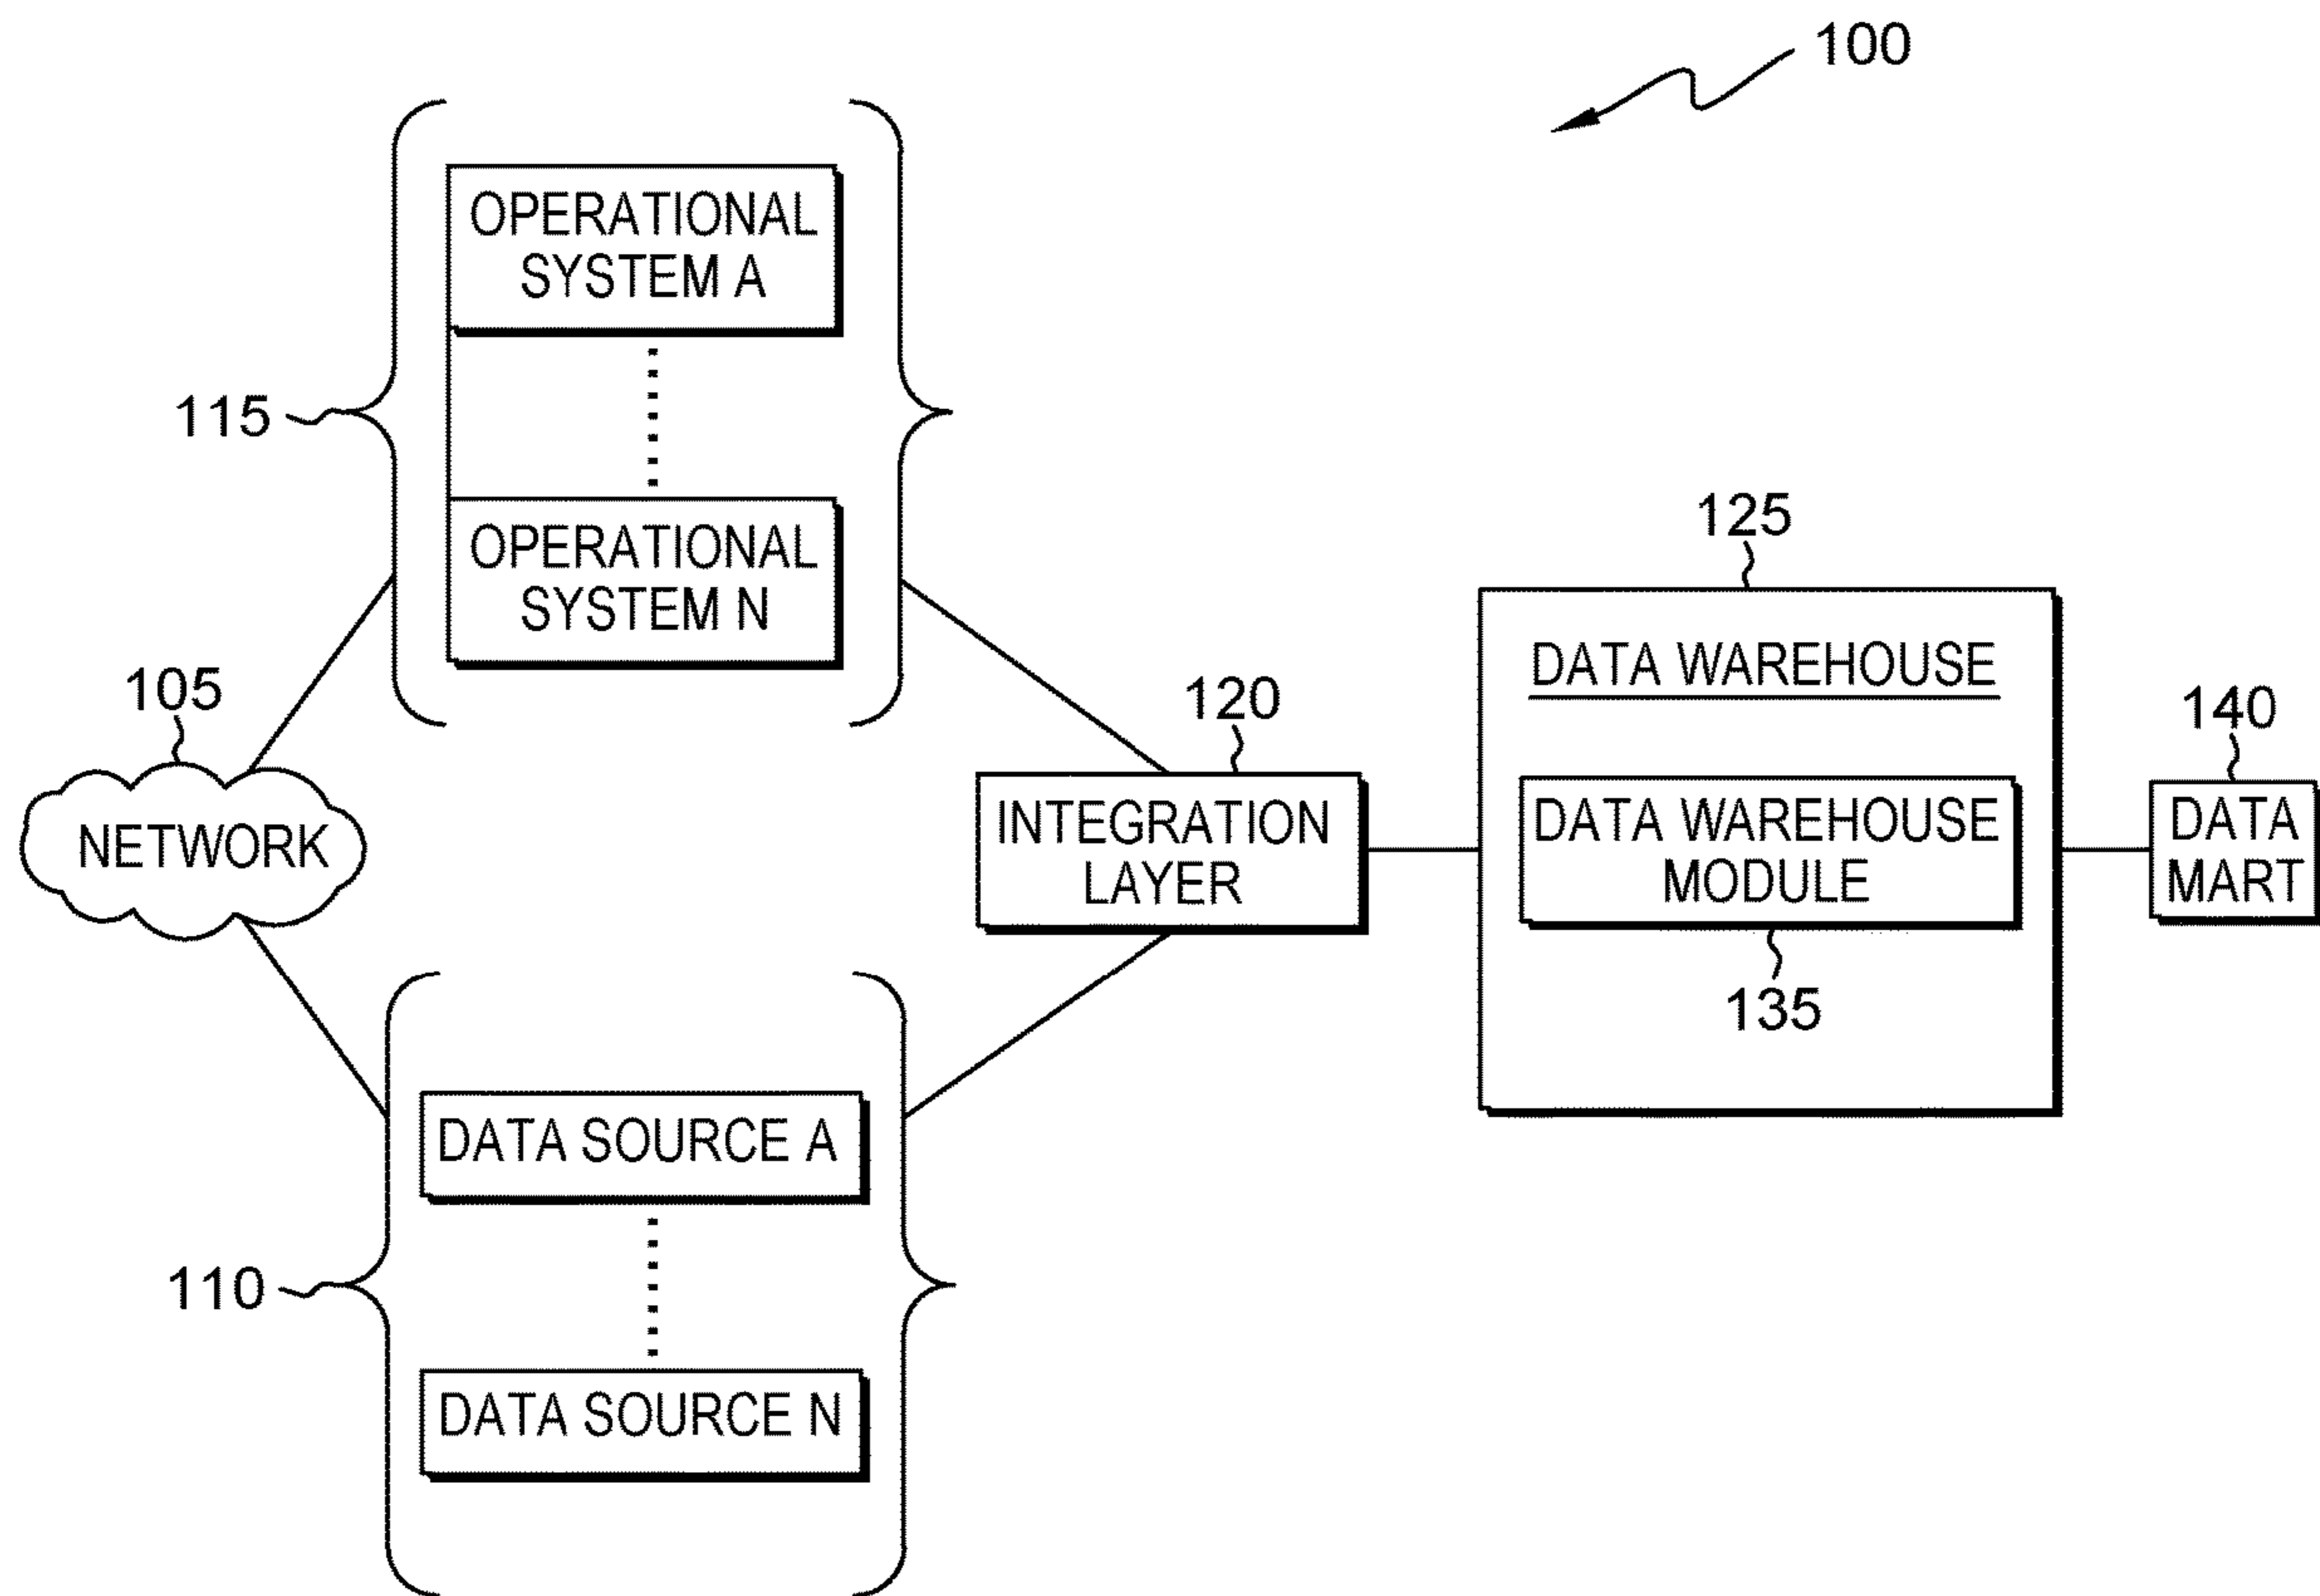 100
OPERATIONAL
SYSTEM A
115
OPERATIONAL
SYSTEM N
105
NETWORK
120
INTEGRATION
LAYER
125
DATA WAREHOUSE
DATA WAREHOUSE
MODULE
135
140
DATA
MART
DATA SOURCE A
110
DATA SOURCE N